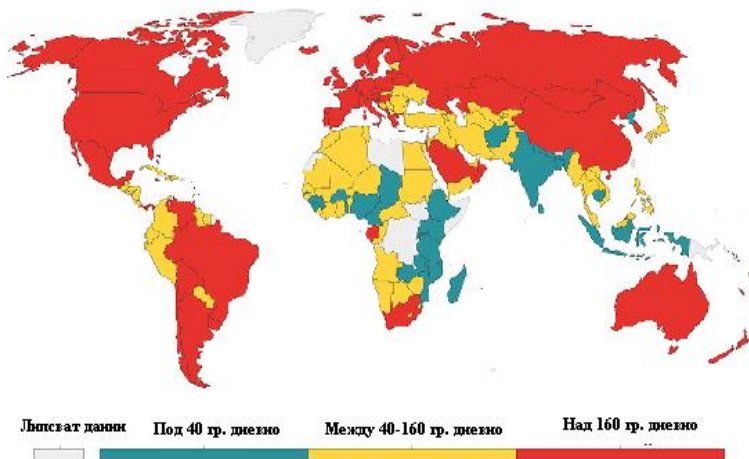 Липсват данни
Под 40 гр. дневно
Между 40-160 гр. дневно
Над 160 гр. дневно